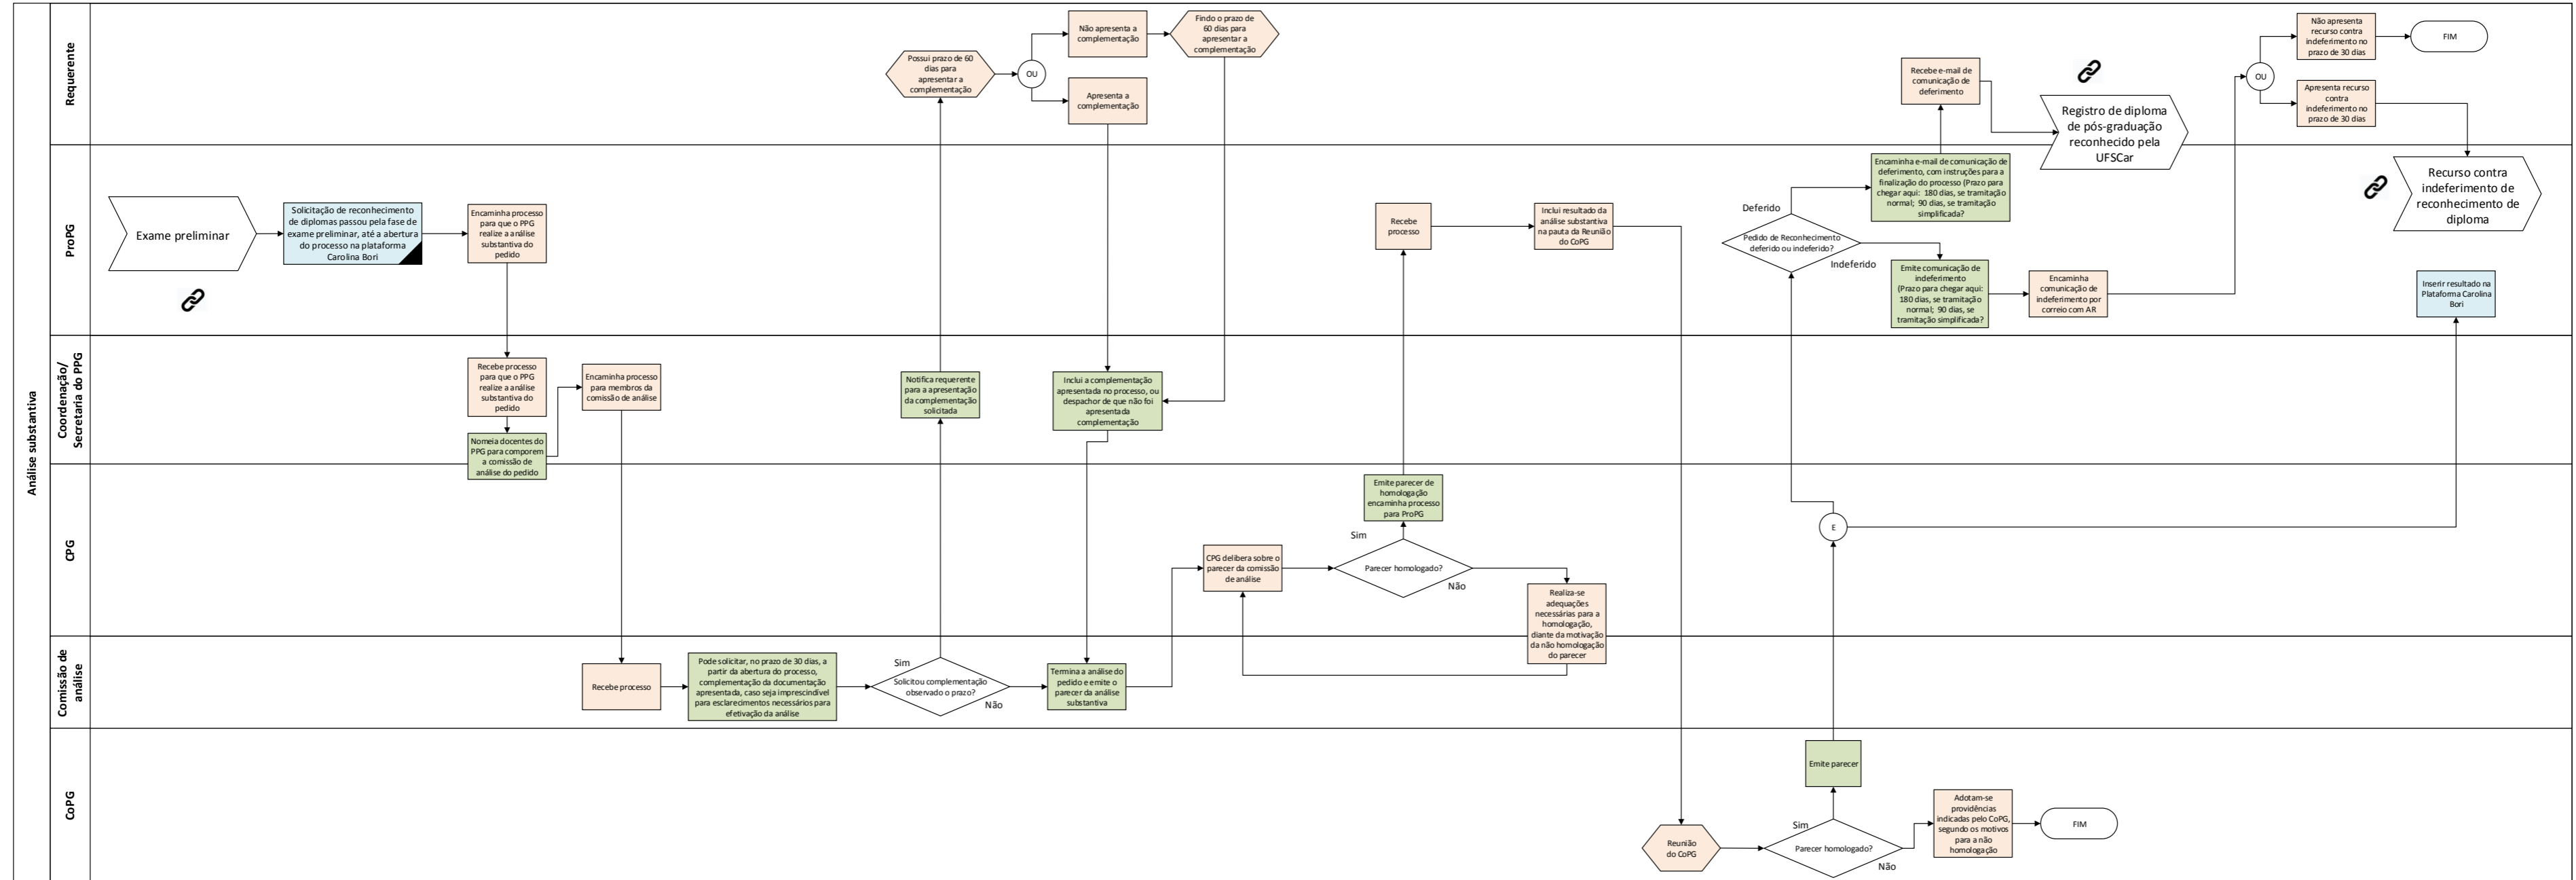 Análise substantiva
Requerente
Possui prazo de 60
dias para
apresentar a
complementação
OU
Não apresenta a
complementação
Apresenta a
complementação
Findo o prazo de
60 dias para
apresentar a
complementação
Recebe e-mail de
comunicação de
deferimento
Registro de diploma
de pós-graduação
reconhecido pela
UFSCar
OU
Não apresenta
recurso contra
indeferimento no
prazo de 30 dias
FIM
Apresenta recurso
contra
indeferimento no
prazo de 30 dias
ProPG
Exame preliminar
Solicitação de reconhecimento
de diplomas passou pela fase de
exame preliminar, até a abertura
do processo na plataforma
Carolina Bori
Encaminha processo
para que o PPG
realize a análise
substantiva do
pedido
Recebe
processo
Inclui resultado da
análise substantiva
na pauta da Reunião
do CoPG
Deferido
Pedido de Reconhecimento
deferido ou indeferido?
Indeferido
Encaminha e-mail de comunicação de
deferimento, com instruções para a
finalização do processo (Prazo para
chegar aqui: 180 dias, se tramitação
normal; 90 dias, se tramitação
simplificada?
Emite comunicação de
indeferimento
(Prazo para chegar aqui:
180 dias, se tramitação
normal; 90 dias, se
tramitação simplificada?
Encaminha
comunicação de
indeferimento por
correio com AR
Recurso contra
indeferimento de
reconhecimento de
diploma
Inserir resultado na
Plataforma Carolina
Bori
Coordenação/
Secretaria do PPG
Recebe processo
para que o PPG
realize a análise
substantiva do
pedido
Nomeia docentes do
PPG para comporem
a comissão de
análise do pedido
Encaminha processo
para membros da
comissão de análise
Notifica requerente
para a apresentação
da complementação
solicitada
Inclui a complementação
apresentada no processo, ou
despachor de que não foi
apresentada
complementação
CPG
CPG delibera sobre o
parecer da comissão
de análise
Emite parecer de
homologação
encaminha processo
para ProPG
Sim
Parecer homologado?
Não
Realiza-se
adequações
necessárias para a
homologação,
diante da motivação
da não homologação
do parecer
E
Comissão de
análise
Recebe processo
Pode solicitar, no prazo de 30 dias, a
partir da abertura do processo,
complementação da documentação
apresentada, caso seja imprescindível
para esclarecimentos necessários para
efetivação da análise
Sim
Solicitou complementação
observado o prazo?
Não
Termina a análise do
pedido e emite o
parecer da análise
substantiva
CoPG
Reunião
do CoPG
Emite parecer
Sim
Parecer homologado?
Não
Adotam-se
providências
indicadas pelo CoPG,
segundo os motivos
para a não
homologação
FIM